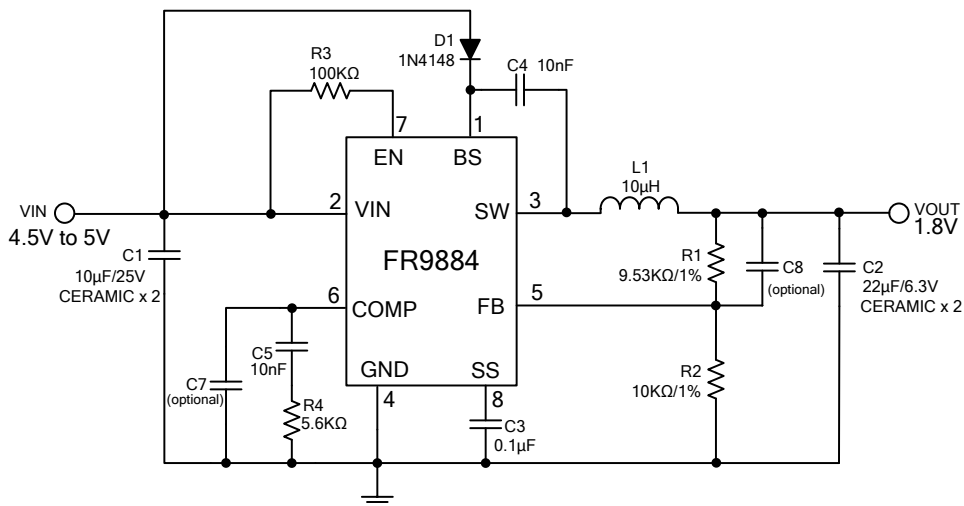 D1
1N4148
C4 10nF
R3
100KΩ
7
1
EN
BS
L1
10µH
2
VIN
3
SW
VIN
4.5V to 5V
VOUT
1.8V
C1
10µF/25V
CERAMIC x 2
FR9884
R1
9.53KΩ/1%
C8
(optional)
C2
22µF/6.3V
CERAMIC x 2
6
COMP
5
FB
C5
10nF
C7
(optional)
R4
5.6KΩ
GND
SS
4
8
C3
0.1µF
R2
10KΩ/1%